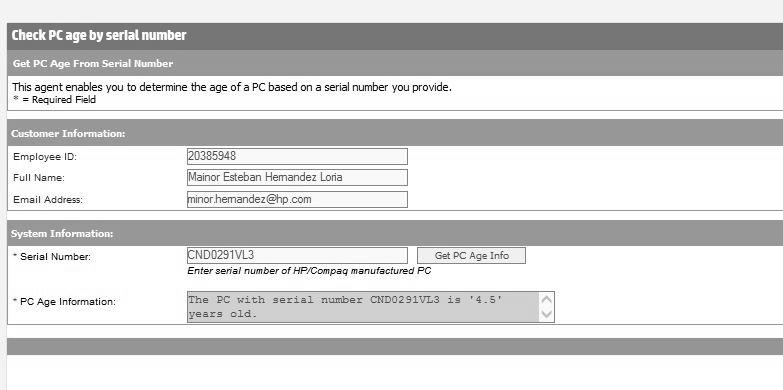 Check PC age by serial number
Get PC Age From Serial Number
This agent enables you to determine the age of a PC based on a serial number you provide.
* = Required Field
Customer Information:
Employee ID: 20385948
Full Name: Mainor Esteban Hernandez Loria
Email Address: minor.hernandez@hp.com
System Information:
* Serial Number: CND0291VL3 Get PC Age Info
Enter serial number of HP/Compaq manufactured PC
* PC Age Information: The PC with serial number CND0291VL3 is '4.5'
years old.